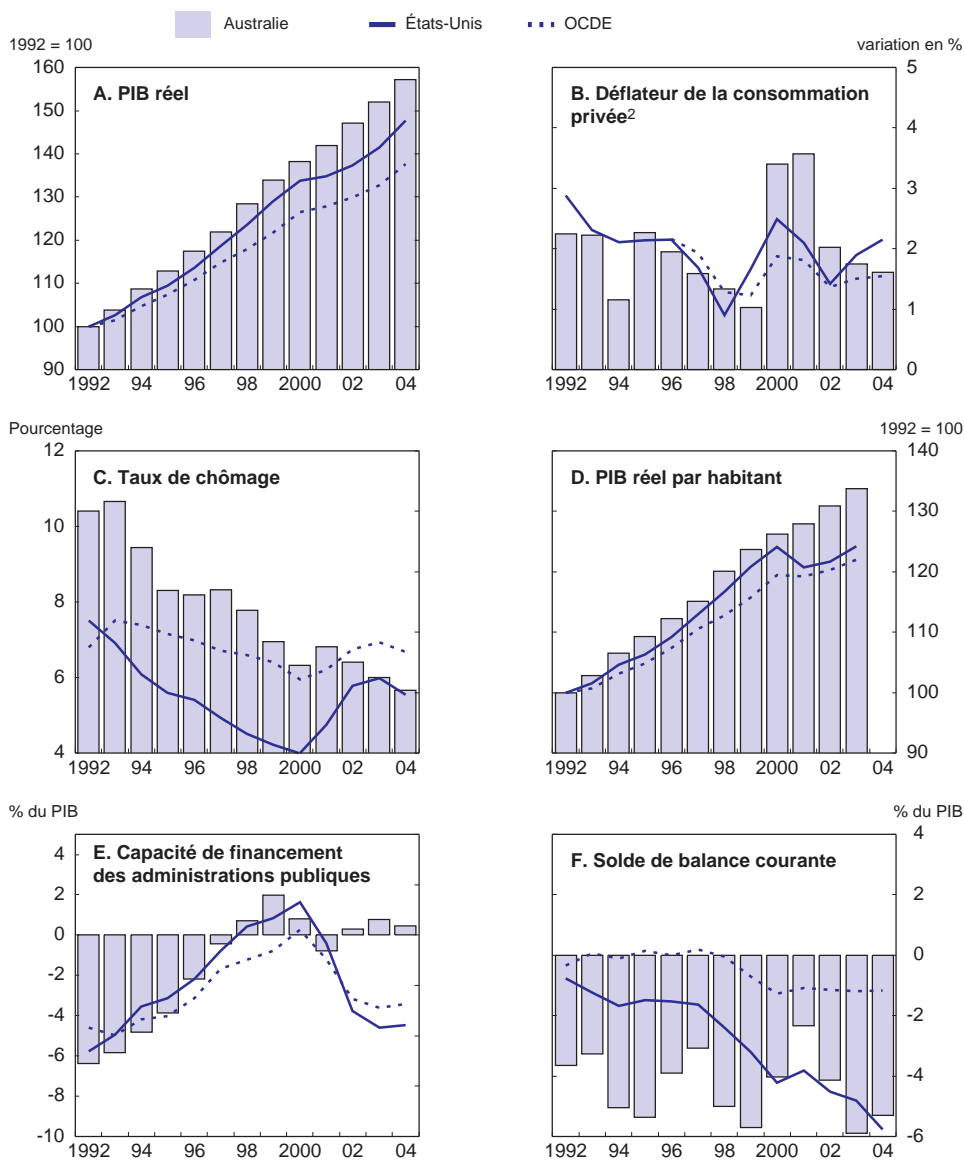 Australie États-Unis OCDE
1992 = 100 variation en %
A. PIB réel
160
150
140
130
120
110
100
90
1992 94 96 98 2000 02 04
B. Déflateur de la consommation
privée2
5
4
3
2
1
0
1992 94 96 98 2000 02 04
Pourcentage 1992 = 100
C. Taux de chômage
12
10
8
6
4
1992 94 96 98 2000 02 04
D. PIB réel par habitant
140
130
120
110
100
90
1992 94 96 98 2000 02 04
% du PIB % du PIB
E. Capacité de financement
des administrations publiques
4
2
0
-2
-4
-6
-8
-10
1992 94 96 98 2000 02 04
F. Solde de balance courante
4
2
0
-2
-4
-6
1992 94 96 98 2000 02 04